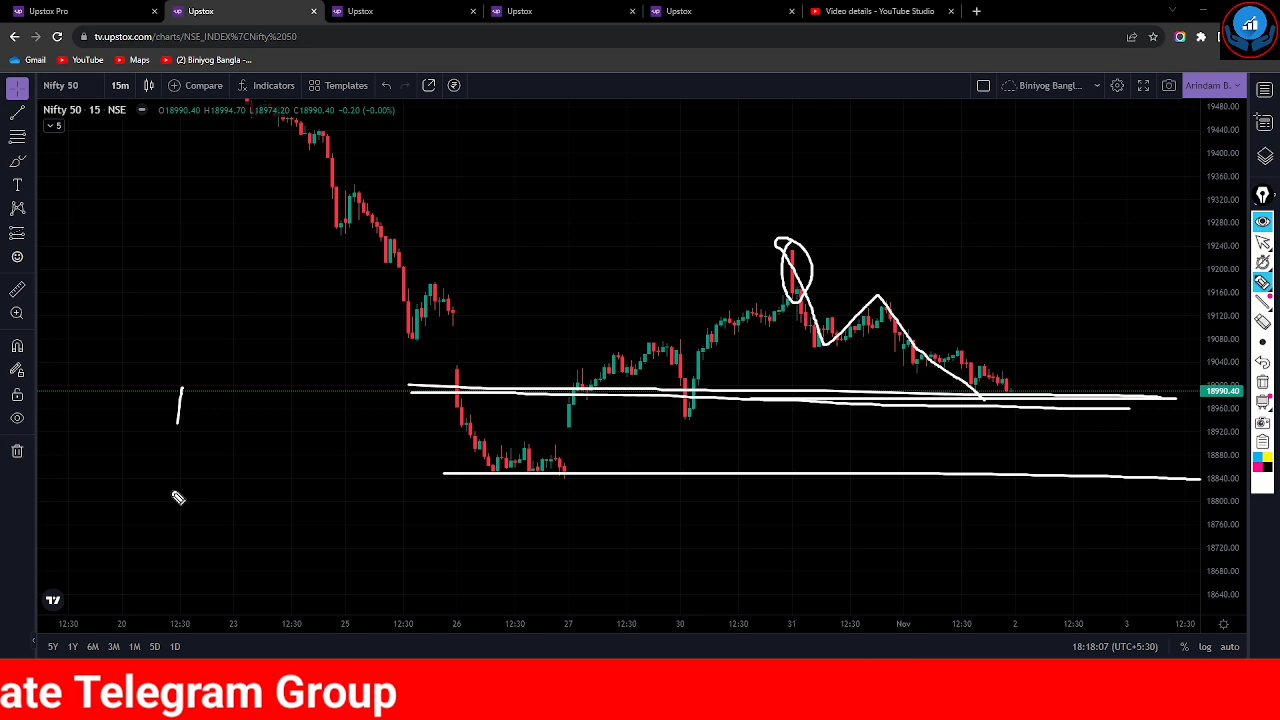 Upstox Pro
Upstox
Upstox
Upstox
Upstox
Video details - YouTube Studio
tv.upstox.com/charts/NSE_INDEX%7CNifty%2050
Gmail
YouTube
Maps
(2) Biniyog Bangla -...
Nifty 50
15m
Compare
Indicators
Templates
Biniyog Bangl...
Arindam B.
Nifty 50 · 15 · NSE
O18990.40 H18994.70 L18974.20 C18990.40 -0.20 (-0.00%)
5
19480.00
19440.00
19400.00
19360.00
19320.00
19280.00
19240.00
19200.00
19160.00
19120.00
19080.00
19040.00
19000.00
18990.40
18960.00
18920.00
18880.00
18840.00
18800.00
18760.00
18720.00
18680.00
18640.00
12:30 20 12:30 23 12:30 25 12:30 26 12:30 27 12:30 30 12:30 31 12:30 Nov 12:30 2 12:30 3 12:30
5Y 1Y 6M 3M 1M 5D 1D
18:18:07 (UTC+5:30)
% log auto
ate Telegram Group